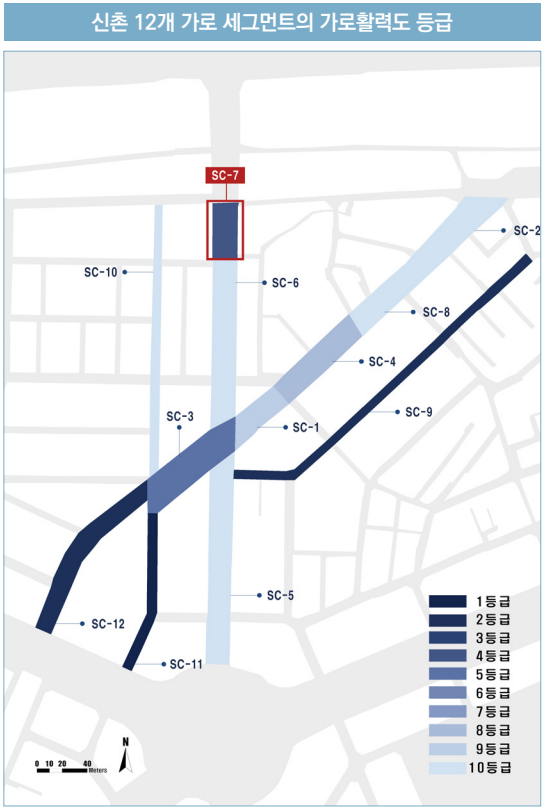 신촌 12개 가로 세그먼트의 가로활력도 등급
SC-7
SC-2
SC-10
SC-6
SC-8
SC-4
SC-3
SC-9
SC-1
SC-5
SC-12
SC-11
1등급
2등급
3등급
4등급
5등급
6등급
7등급
8등급
9등급
10등급
N
0 10 20 40
Meters